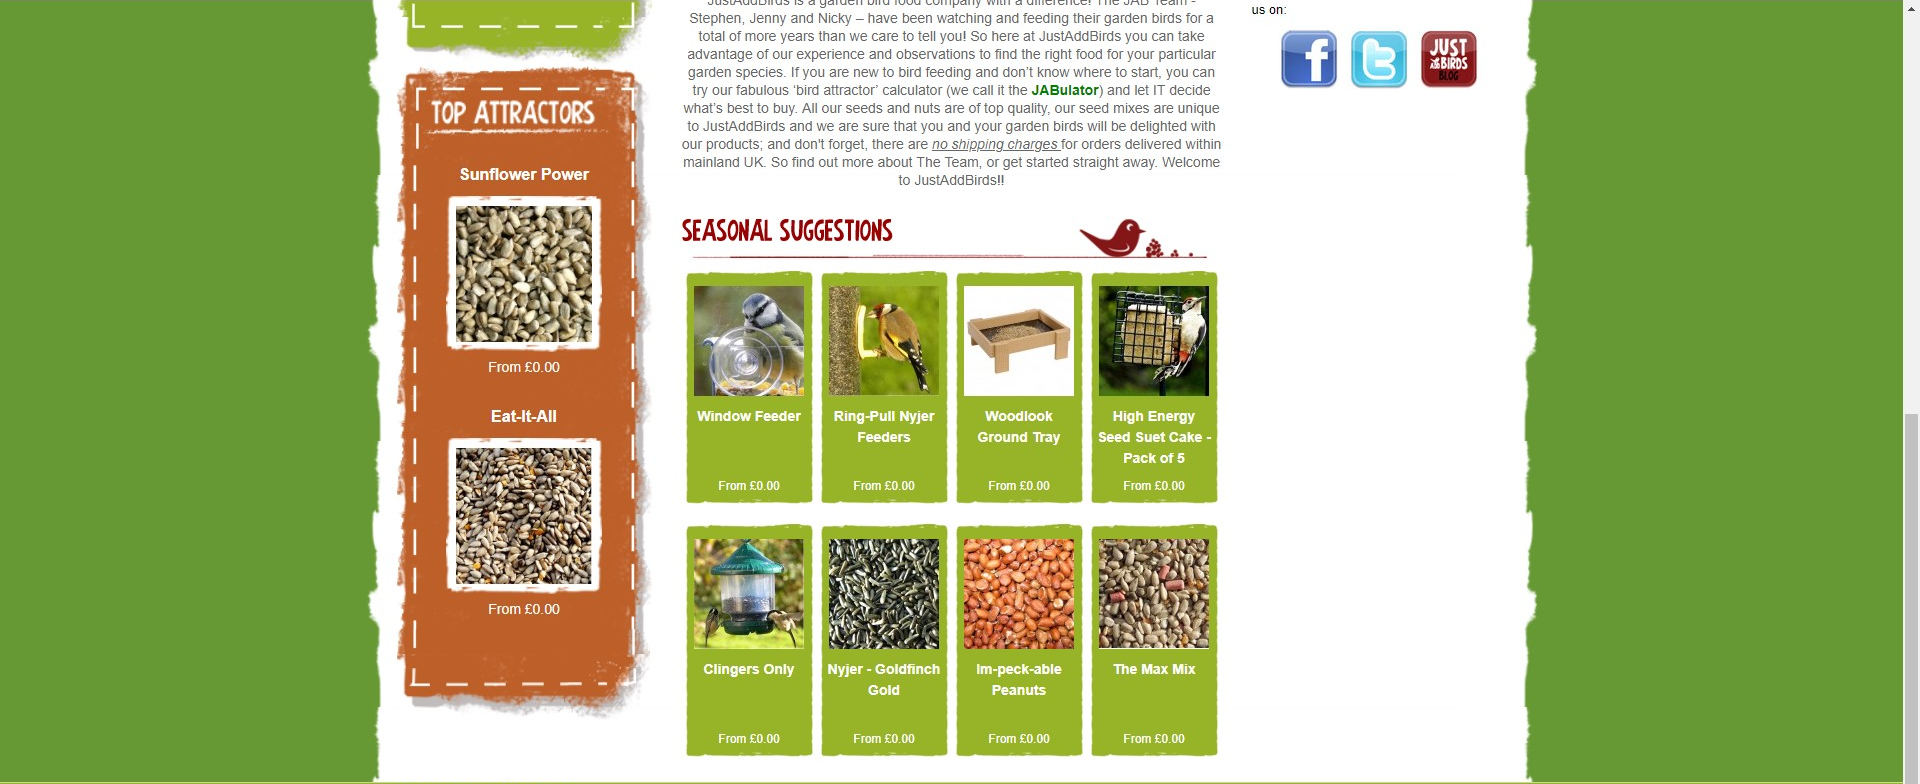 TOP ATTRACTORS
Sunflower Power
From £0.00
Eat-It-All
From £0.00
JustAddBirds is a garden bird food company with a difference! The JAB Team -
Stephen, Jenny and Nicky – have been watching and feeding their garden birds for a
total of more years than we care to tell you! So here at JustAddBirds you can take
advantage of our experience and observations to find the right food for your particular
garden species. If you are new to bird feeding and don't know where to start, you can
try our fabulous 'bird attractor' calculator (we call it the JABulator) and let IT decide
what's best to buy. All our seeds and nuts are of top quality, our seed mixes are unique
to JustAddBirds and we are sure that you and your garden birds will be delighted with
our products; and don't forget, there are no shipping charges for orders delivered within
mainland UK. So find out more about The Team, or get started straight away. Welcome
to JustAddBirds!!
SEASONAL SUGGESTIONS
Window Feeder
From £0.00
Ring-Pull Nyjer
Feeders
From £0.00
Woodlook
Ground Tray
From £0.00
High Energy
Seed Suet Cake -
Pack of 5
From £0.00
Clingers Only
From £0.00
Nyjer - Goldfinch
Gold
From £0.00
Im-peck-able
Peanuts
From £0.00
The Max Mix
From £0.00
us on:
f
t
JUST
ADD BIRDS
BLOG